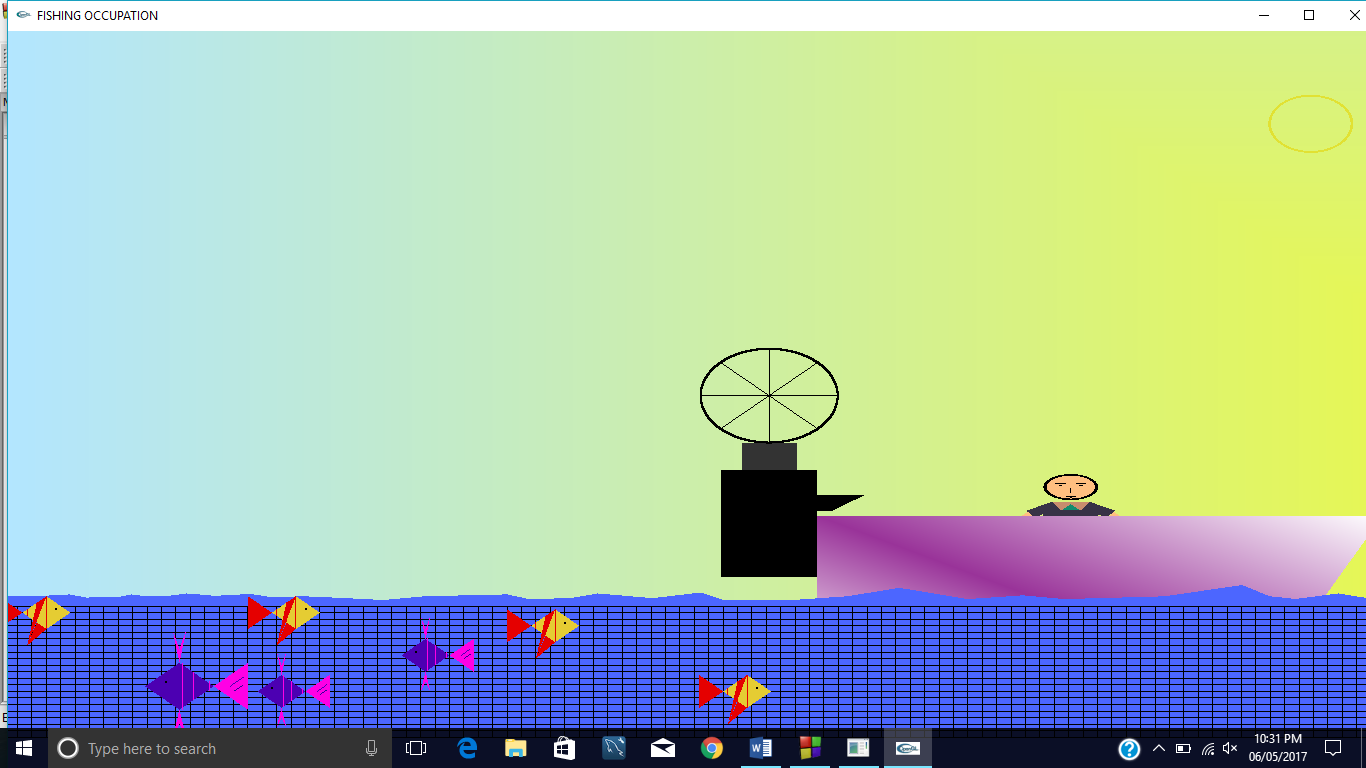 FISHING OCCUPATION
Type here to search
10:31 PM
06/05/2017